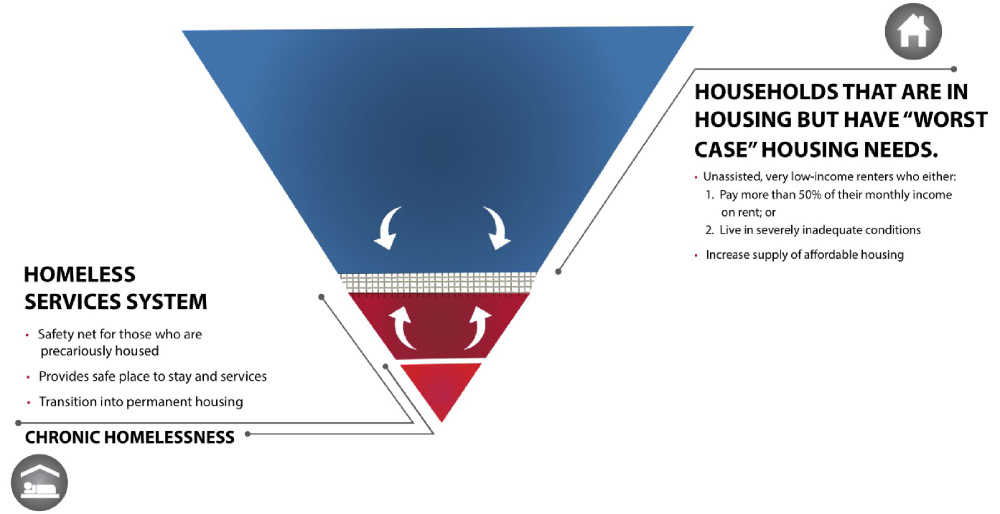 HOUSEHOLDS THAT ARE IN
HOUSING BUT HAVE “WORST
CASE” HOUSING NEEDS.
• Unassisted, very low-income renters who either:
1. Pay more than 50% of their monthly income
on rent; or
2. Live in severely inadequate conditions
• Increase supply of affordable housing
HOMELESS
SERVICES SYSTEM
• Safety net for those who are
precariously housed
• Provides safe place to stay and services
• Transition into permanent housing
CHRONIC HOMELESSNESS